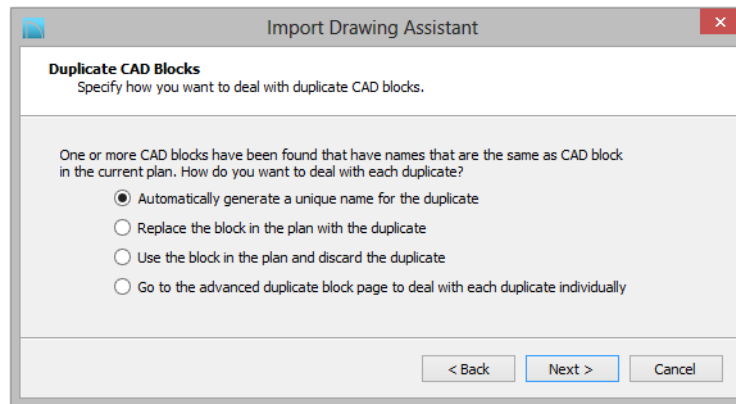 Import Drawing Assistant
Duplicate CAD Blocks
Specify how you want to deal with duplicate CAD blocks.
One or more CAD blocks have been found that have names that are the same as CAD block
in the current plan. How do you want to deal with each duplicate?
Automatically generate a unique name for the duplicate
Replace the block in the plan with the duplicate
Use the block in the plan and discard the duplicate
Go to the advanced duplicate block page to deal with each duplicate individually
< Back Next > Cancel